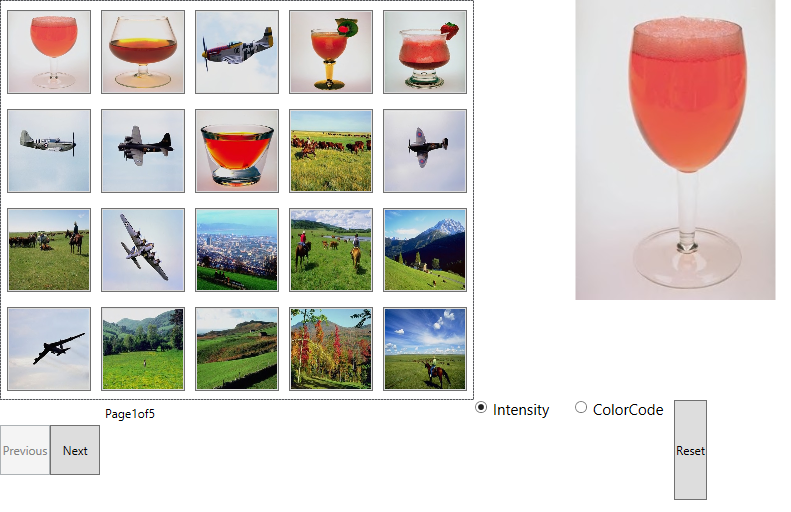 Page1of5
Intensity
ColorCode
Previous
Next
Reset